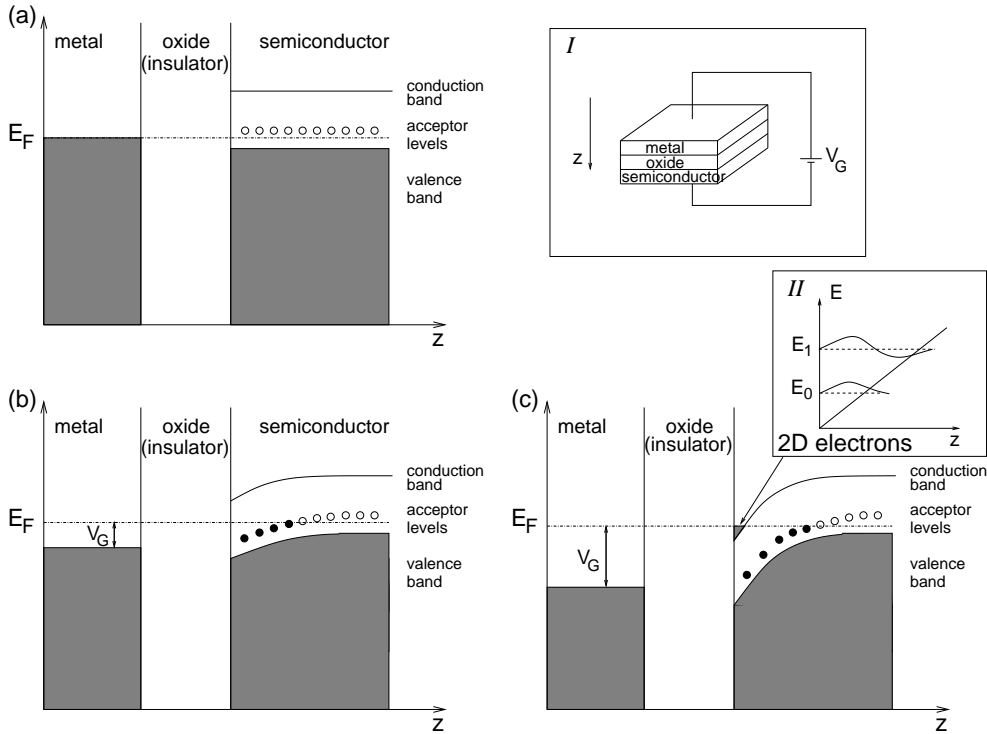 (a)
metal
oxide
(insulator)
semiconductor
conduction
band
acceptor
levels
valence
band
E_F
z
I
z
metal
oxide
semiconductor
V_G
II
E
E_1
E_0
z
2D electrons
(b)
metal
oxide
(insulator)
semiconductor
conduction
band
acceptor
levels
valence
band
E_F
V_G
z
(c)
metal
oxide
(insulator)
conduction
band
acceptor
levels
valence
band
E_F
V_G
z